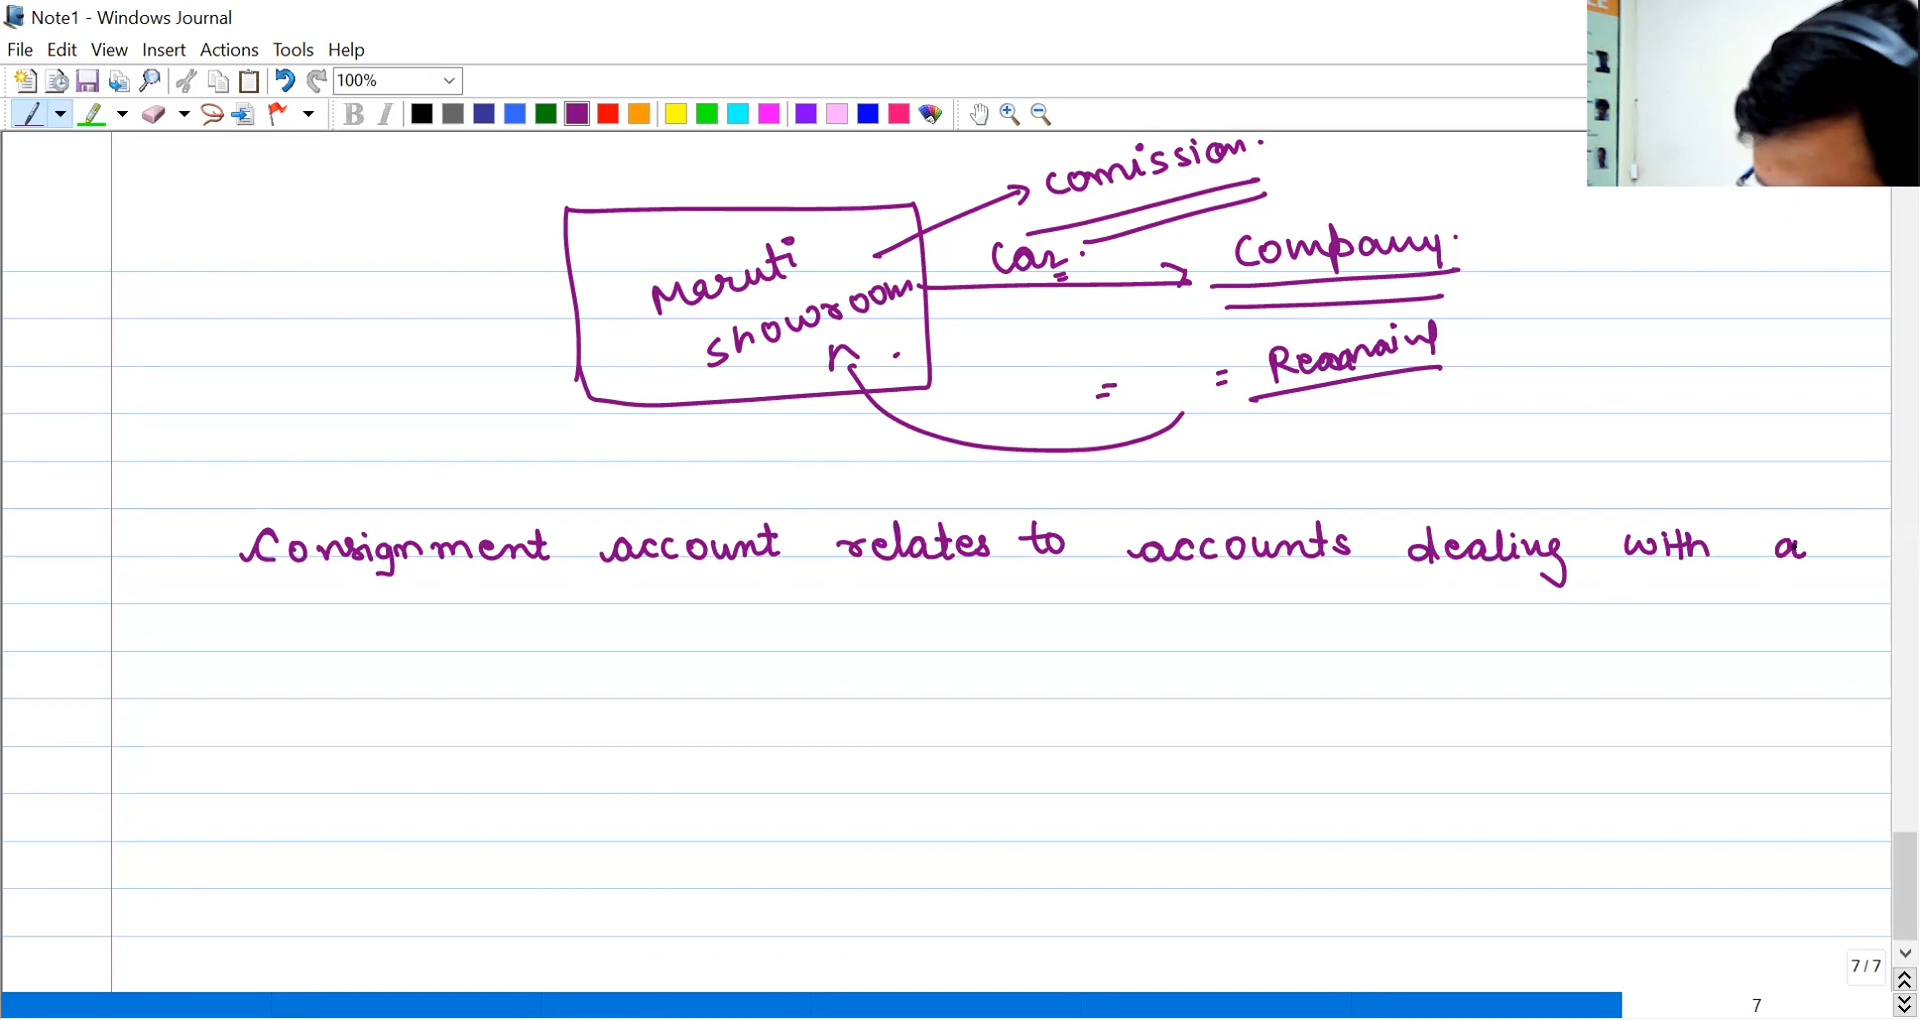 Note1 - Windows Journal
File Edit View Insert Actions Tools Help
100%
B I
Comission.
Maruti
Showroom
Car.
Company.
= =
Consignment account relates to accounts dealing with a
7 / 7
7